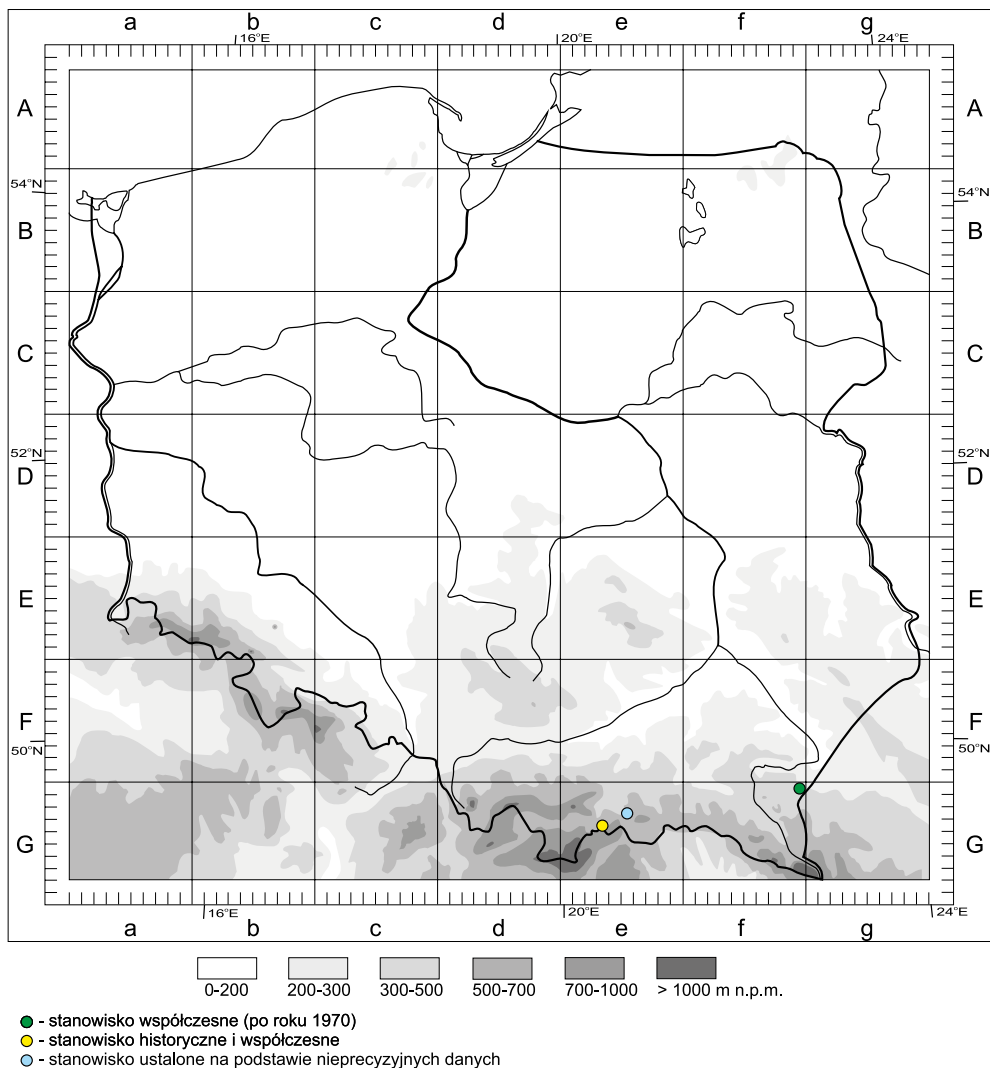 a b c d e f g
16°E 20°E 24°E
A A
54°N 54°N
B B
C C
52°N 52°N
D D
E E
F F
50°N 50°N
G G
16°E 20°E 24°E
a b c d e f g
0-200 200-300 300-500 500-700 700-1000 > 1000 m n.p.m.
- stanowisko współczesne (po roku 1970)
- stanowisko historyczne i współczesne
- stanowisko ustalone na podstawie nieprecyzyjnych danych